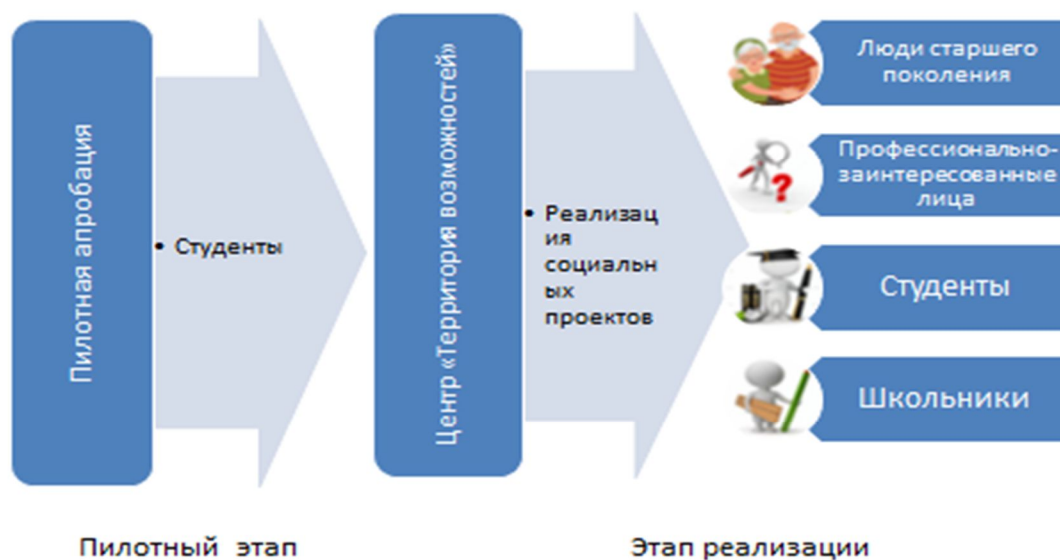 Пилотная апробация
• Студенты
Центр «Территория возможностей»
• Реализац
ия
социальн
ых
проектов
Люди старшего
поколения
Профессионально-
заинтересованные
лица
Студенты
Школьники
Пилотный этап
Этап реализации